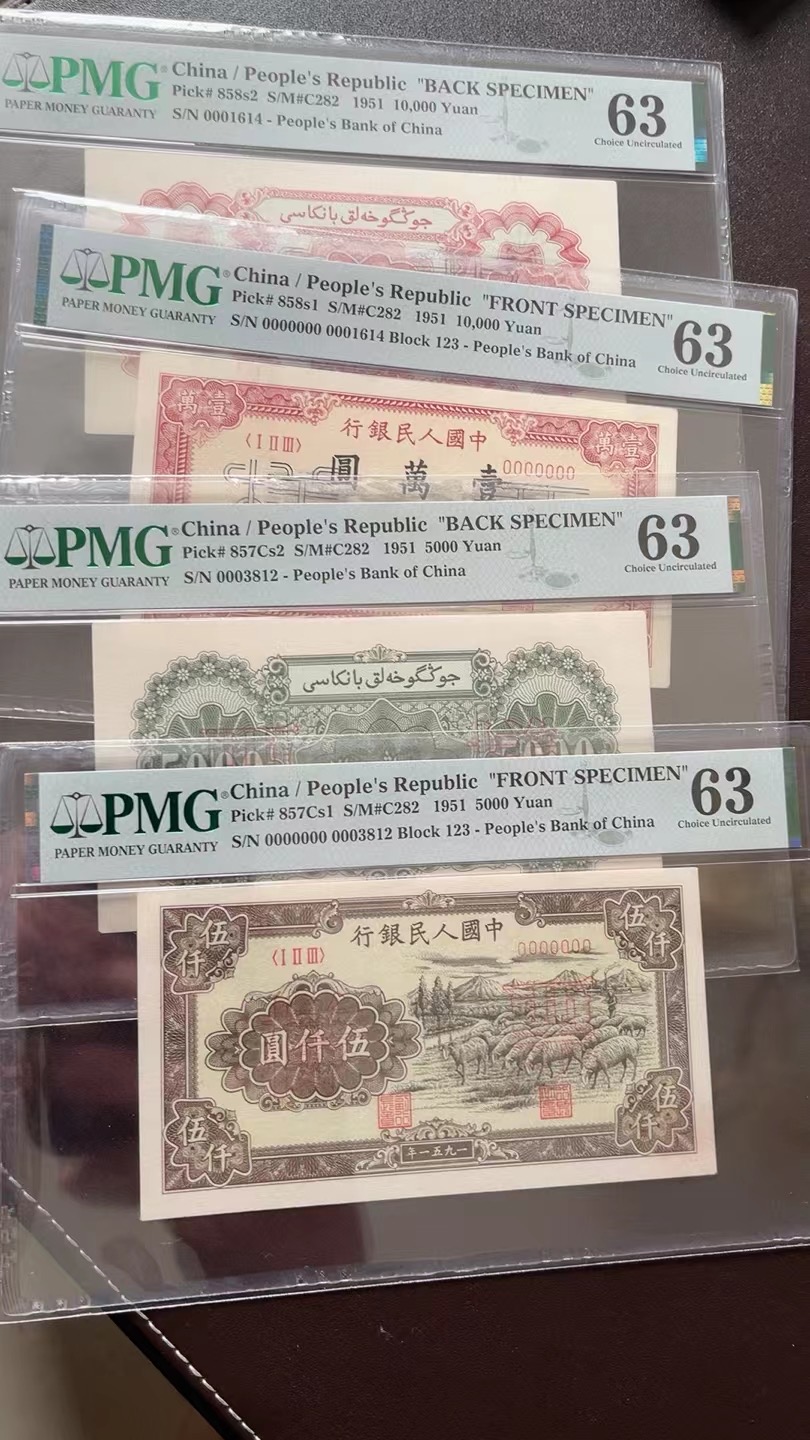 PMG® China / People's Republic "BACK SPECIMEN" 63
Pick# 858s2 S/M#C282 1951 10,000 Yuan
PAPER MONEY GUARANTY S/N 0001614 - People's Bank of China Choice Uncirculated
جوڭگوخەلق بانكاسى
PMG® China / People's Republic "FRONT SPECIMEN" 63
Pick# 858s1 S/M#C282 1951 10,000 Yuan
PAPER MONEY GUARANTY S/N 0000000 0001614 Block 123 - People's Bank of China Choice Uncirculated
萬壹 行銀民人國中 萬壹
〈I II III〉 0000000
圓萬壹
PMG® China / People's Republic "BACK SPECIMEN" 63
Pick# 857Cs2 S/M#C282 1951 5000 Yuan
PAPER MONEY GUARANTY S/N 0003812 - People's Bank of China Choice Uncirculated
جوڭگوخەلق بانكاسى
PMG® China / People's Republic "FRONT SPECIMEN" 63
Pick# 857Cs1 S/M#C282 1951 5000 Yuan
PAPER MONEY GUARANTY S/N 0000000 0003812 Block 123 - People's Bank of China Choice Uncirculated
伍仟 行銀民人國中 伍仟
〈I II III〉 0000000
圓仟伍
伍仟 年一五九一 伍仟